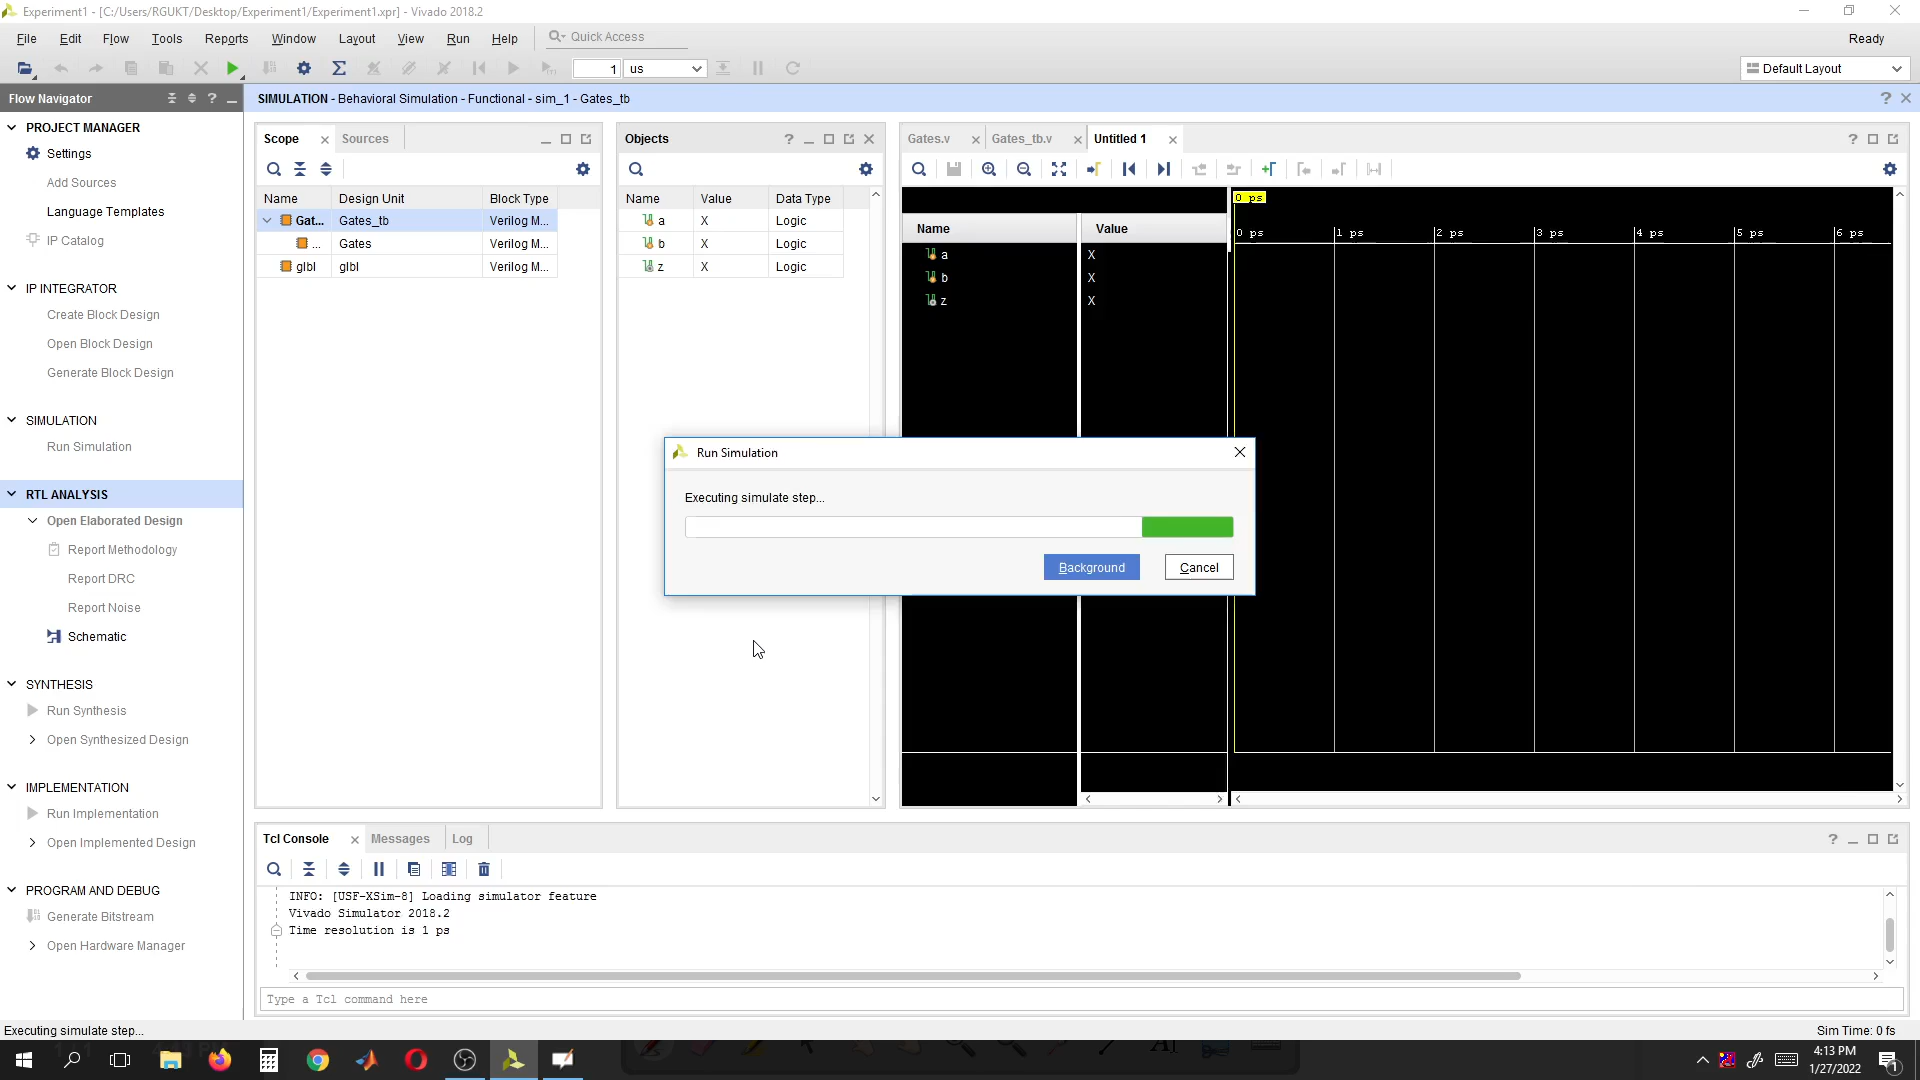 Experiment1 - [C:/Users/RGUKT/Desktop/Experiment1/Experiment1.xpr] - Vivado 2018.2
File Edit Flow Tools Reports Window Layout View Run Help Quick Access Ready
1 us Default Layout
Flow Navigator
SIMULATION - Behavioral Simulation - Functional - sim_1 - Gates_tb
PROJECT MANAGER
Settings
Add Sources
Language Templates
IP Catalog
IP INTEGRATOR
Create Block Design
Open Block Design
Generate Block Design
SIMULATION
Run Simulation
RTL ANALYSIS
Open Elaborated Design
Report Methodology
Report DRC
Report Noise
Schematic
SYNTHESIS
Run Synthesis
Open Synthesized Design
IMPLEMENTATION
Run Implementation
Open Implemented Design
PROGRAM AND DEBUG
Generate Bitstream
Open Hardware Manager
Scope Sources
Name Design Unit Block Type
Gat... Gates_tb Verilog M...
... Gates Verilog M...
glbl glbl Verilog M...
Objects
Name Value Data Type
a X Logic
b X Logic
z X Logic
Gates.v Gates_tb.v Untitled 1
0 ps
Name Value
0 ps 1 ps 2 ps 3 ps 4 ps 5 ps 6 ps
a X
b X
z X
Run Simulation
Executing simulate step...
Background Cancel
Tcl Console Messages Log
INFO: [USF-XSim-8] Loading simulator feature
Vivado Simulator 2018.2
Time resolution is 1 ps
Type a Tcl command here
Executing simulate step... Sim Time: 0 fs
4:13 PM
1/27/2022
1